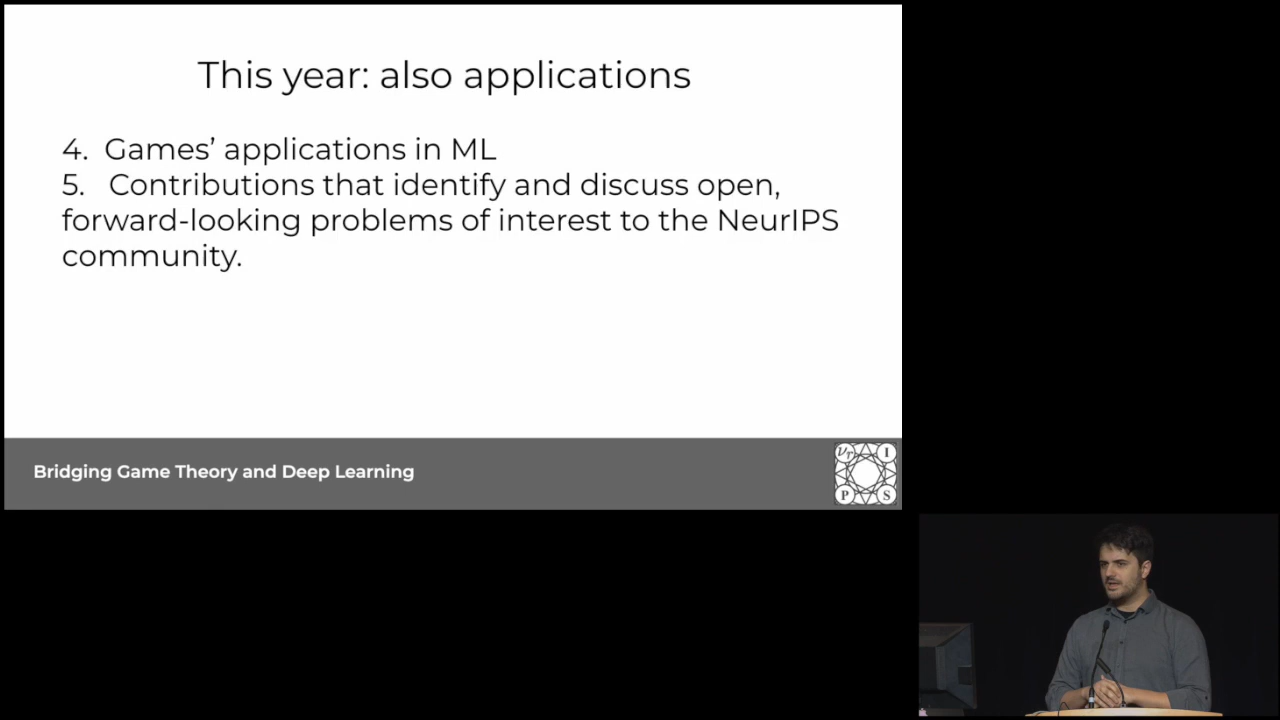 This year: also applications
4. Games’ applications in ML
5. Contributions that identify and discuss open,
forward-looking problems of interest to the NeurIPS
community.
Bridging Game Theory and Deep Learning
νr I
P S